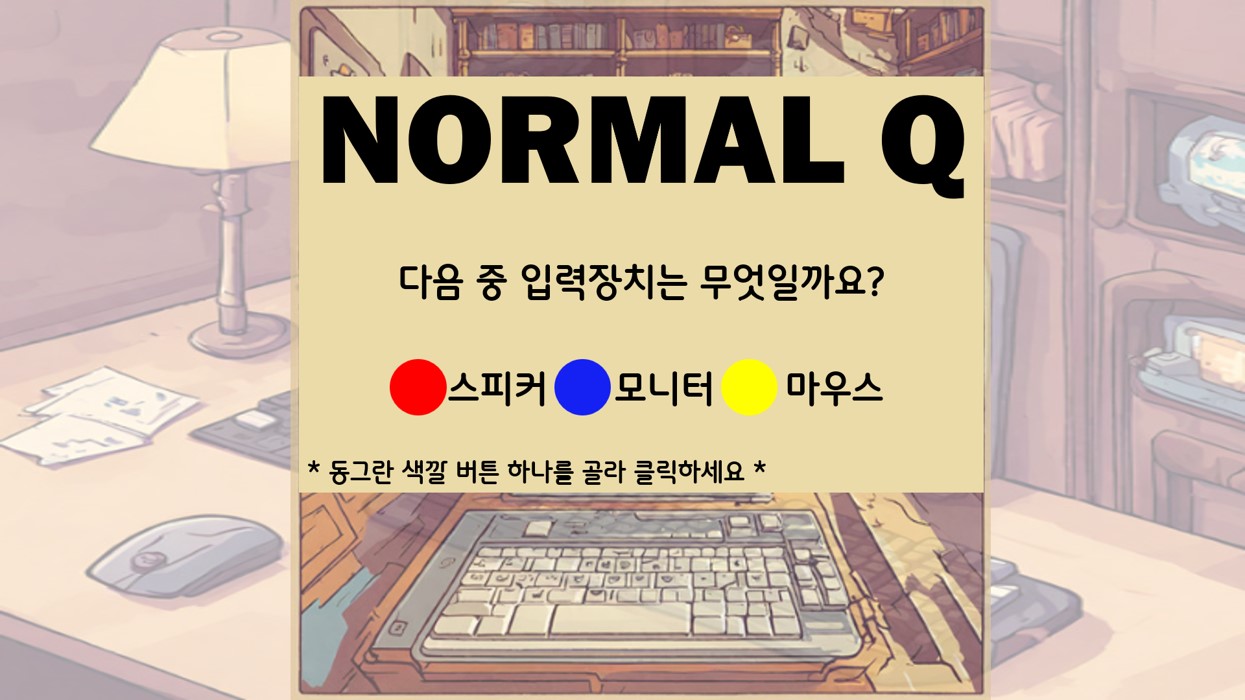 NORMAL Q
다음 중 입력장치는 무엇일까요?
스피커 모니터 마우스
* 동그란 색깔 버튼 하나를 골라 클릭하세요 *